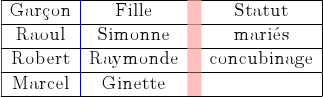 Garçon Fille Statut
Raoul Simonne mariés
Robert Raymonde concubinage
Marcel Ginette